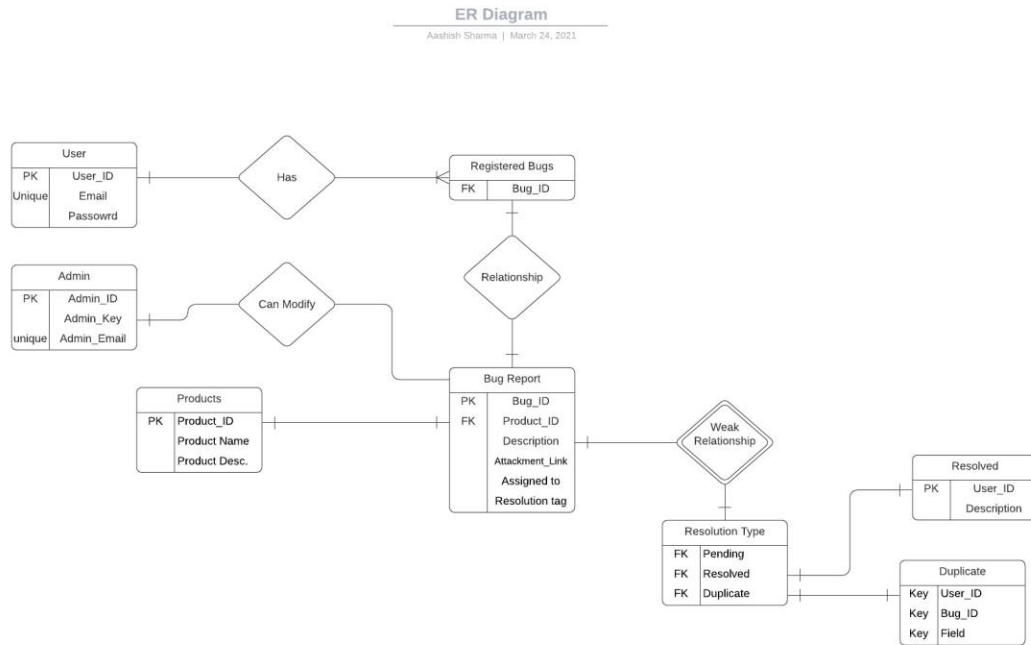 ER Diagram
Aashish Sharma | March 24, 2021
User
PK User_ID
Unique Email
Passowrd
Has
Registered Bugs
FK Bug_ID
Relationship
Admin
PK Admin_ID
Admin_Key
unique Admin_Email
Can Modify
Products
PK Product_ID
Product Name
Product Desc.
Bug Report
PK Bug_ID
FK Product_ID
Description
Attackment_Link
Assigned to
Resolution tag
Weak
Relationship
Resolution Type
FK Pending
FK Resolved
FK Duplicate
Resolved
PK User_ID
Description
Duplicate
Key User_ID
Key Bug_ID
Key Field